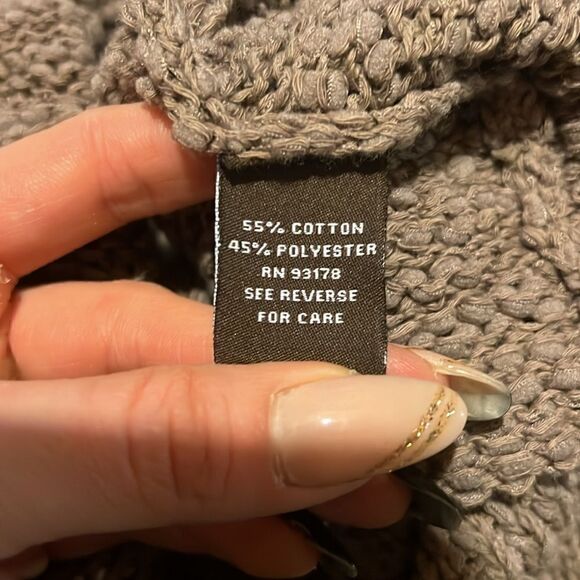 55% COTTON
45% POLYESTER
RN 93178
SEE REVERSE
FOR CARE